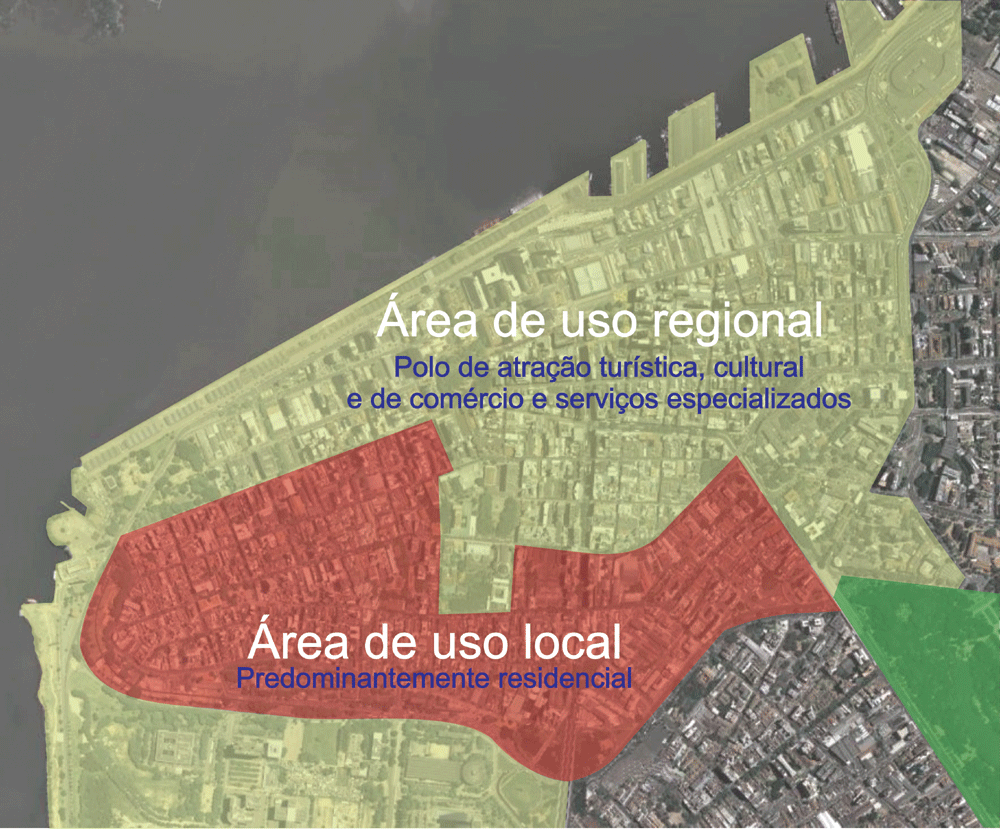 Área de uso regional
Polo de atração turística, cultural
e de comércio e serviços especializados
Área de uso local
Predominantemente residencial